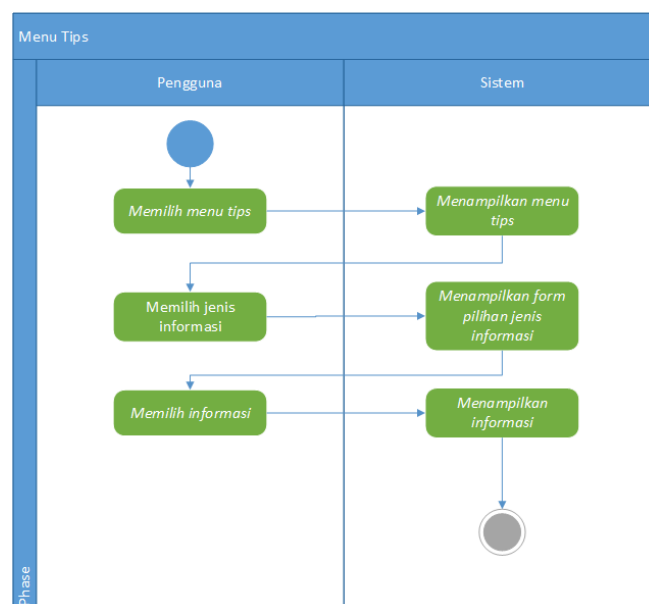 Menu Tips
Pengguna
Sistem
Memilih menu tips
Menampilkan menu
tips
Memilih jenis
informasi
Menampilkan form
pilihan jenis
informasi
Memilih informasi
Menampilkan
informasi
Phase